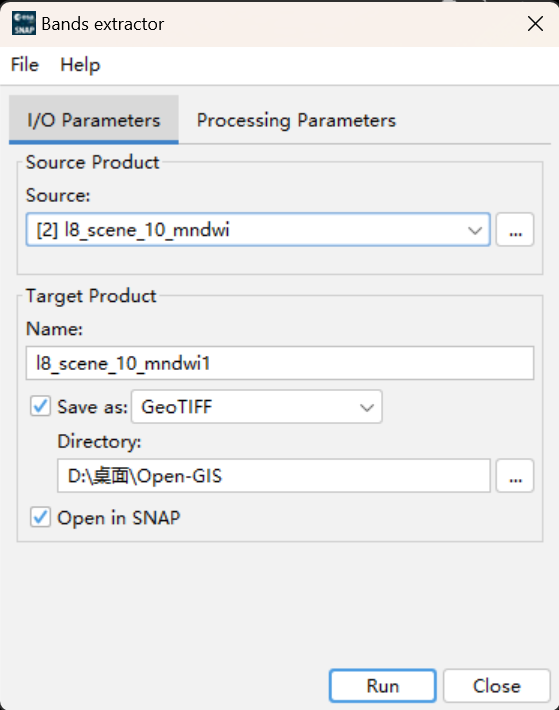 esa
SNAP
Bands extractor
File Help
I/O Parameters Processing Parameters
Source Product
Source:
[2] l8_scene_10_mndwi
...
Target Product
Name:
l8_scene_10_mndwi1
Save as: GeoTIFF
Directory:
D:\桌面\Open-GIS
...
Open in SNAP
Run Close